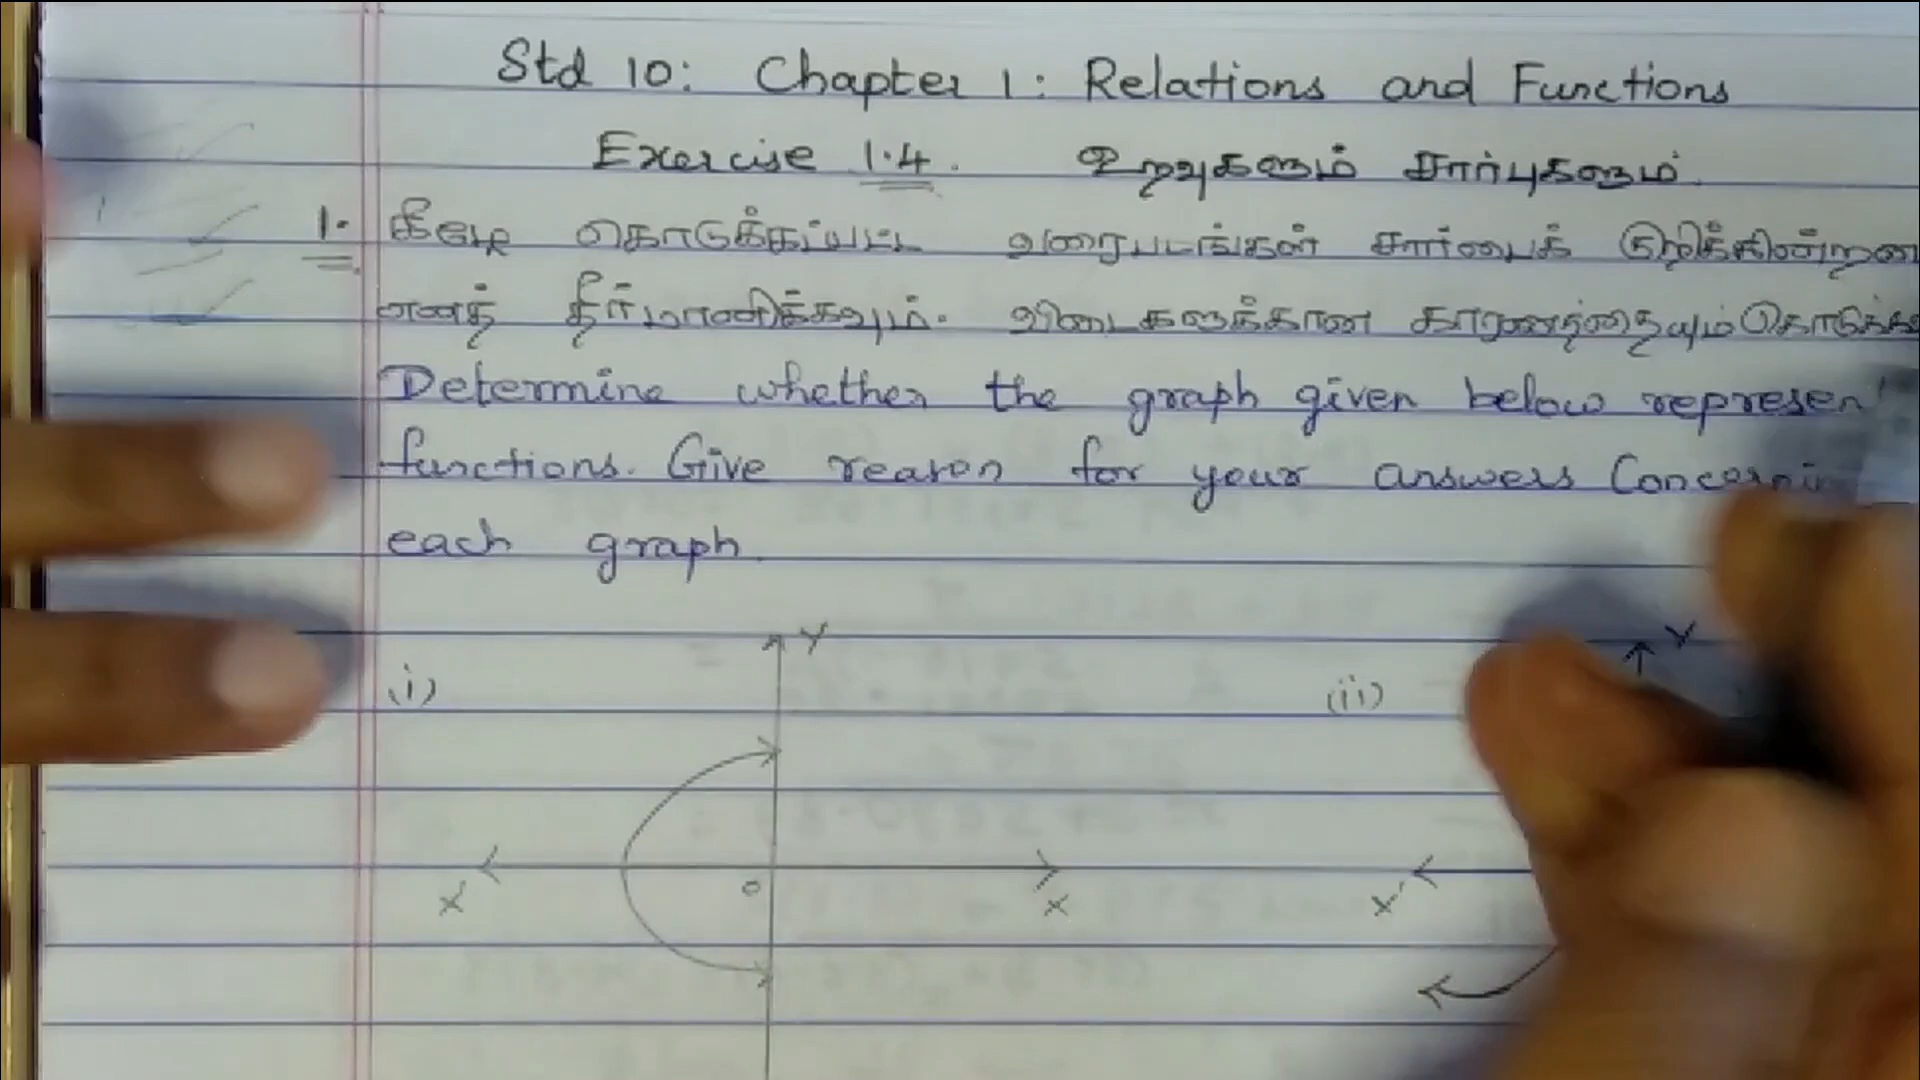 Std 10: Chapter 1: Relations and Functions
Exercise 1.4. உறவுகளும் சார்புகளும்
1. கீழே கொடுக்கப்பட்ட வரைபடங்கள் சார்பைக் குறிக்கின்றன
எனத் தீர்மானிக்கவும். விடைகளுக்கான காரணத்தையும் கொடுக்க
Determine whether the graph given below represen
functions. Give reason for your answers Concerni
each graph.
(i) Y (ii) Y
X O X X'